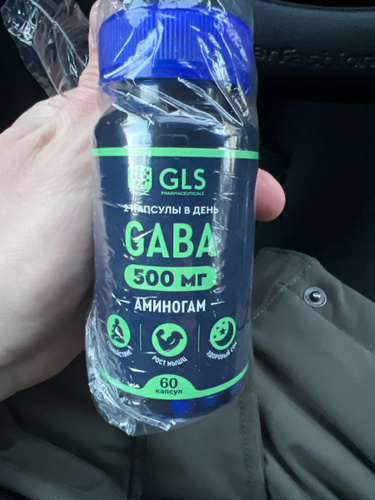 GLS
PHARMACEUTICALS
2 КАПСУЛЫ В ДЕНЬ
GABA
500 МГ
АМИНОГАМ
РОСТ МЫШЦ
ЗДОРОВЫЙ СОН
60
капсул